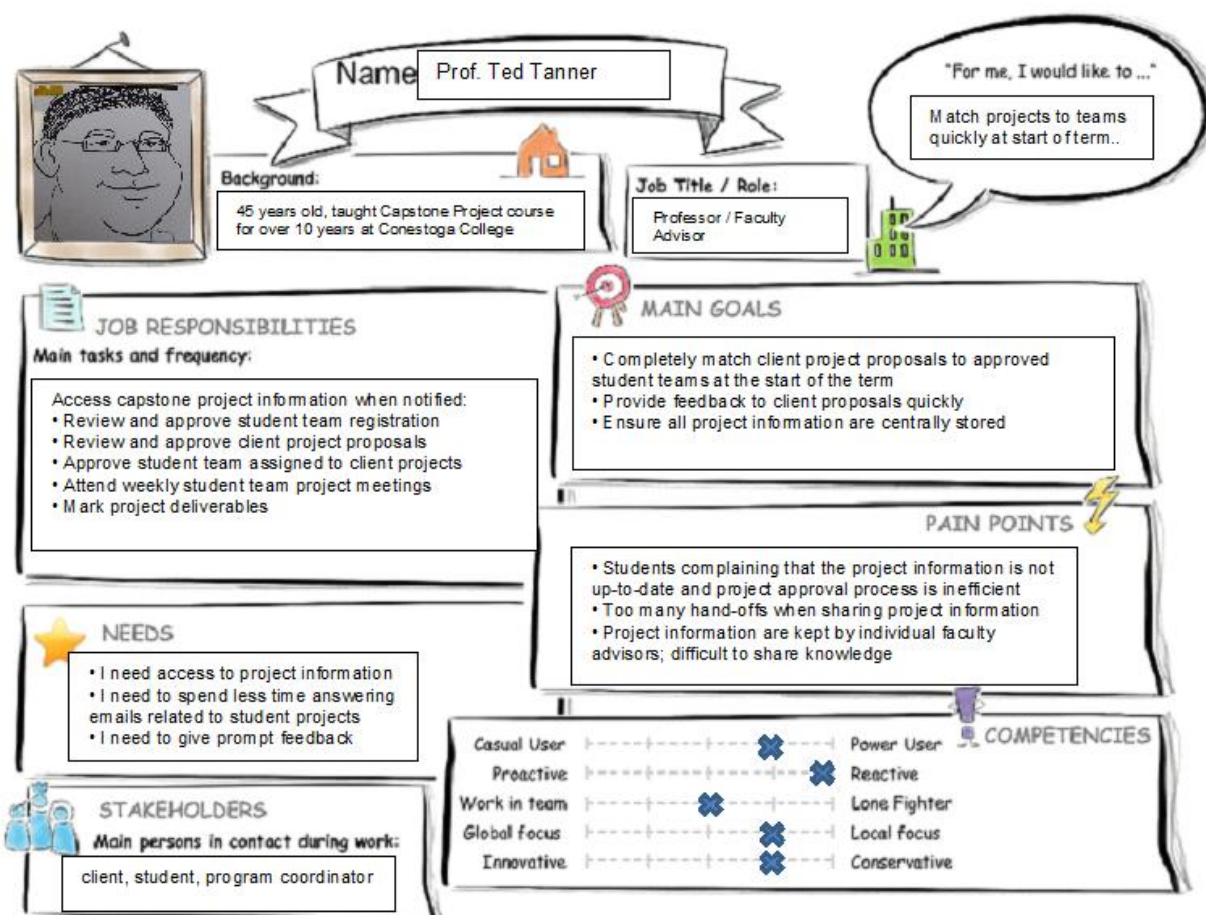 Name
Prof. Ted Tanner
"For me, I would like to ..."
Match projects to teams
quickly at start of term..
Background:
45 years old, taught Capstone Project course
for over 10 years at Conestoga College
Job Title / Role:
Professor / Faculty
Advisor
JOB RESPONSIBILITIES
Main tasks and frequency:
Access capstone project information when notified:
• Review and approve student team registration
• Review and approve client project proposals
• Approve student team assigned to client projects
• Attend weekly student team project meetings
• Mark project deliverables
MAIN GOALS
• Completely match client project proposals to approved
student teams at the start of the term
• Provide feedback to client proposals quickly
• Ensure all project information are centrally stored
PAIN POINTS
• Students complaining that the project information is not
up-to-date and project approval process is inefficient
• Too many hand-offs when sharing project information
• Project information are kept by individual faculty
advisors; difficult to share knowledge
NEEDS
• I need access to project information
• I need to spend less time answering
emails related to student projects
• I need to give prompt feedback
STAKEHOLDERS
Main persons in contact during work:
client, student, program coordinator
COMPETENCIES
Casual User Power User
Proactive Reactive
Work in team Lone Fighter
Global focus Local focus
Innovative Conservative